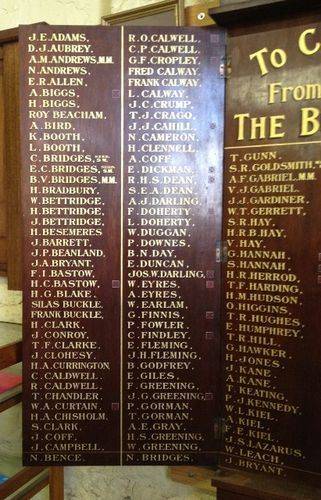 J.E.ADAMS,
D.J.AUBREY.
A.M.ANDREWS, M.M.
N.ANDREWS.
E.R.ALLEN
A.BIGGS,
H.BIGGS,
ROY BEACHAM.
A. BIRD.
K.BOOTH.
L.BOOTH,
C.BRIDGES,
E.C.BRIDGES,
B.V.BRIDGES, M.M.
H.BRADBURY.
W.BETTRIDGE,
H.BETTRIDGE,
J.BETTRIDGE,
H.BESEMERES
J.BARRETT,
J.P.BEANLAND,
J.A.BRYANT,
F.I.BASTOW,
H.C.BASTOW,
H.G.BLAKE,
SILAS BUCKLE,
FRANK BUCKLE,
H.CLARK,
J.CONROY.
T.F.CLARKE.
J.CLOHESY.
H.A.CURRINGTON
C.CALDWELL.
R.CALDWELL.
T.CHANDLER.
W.A.CURTAIN.
H.A.CHISHOLM.
S.CLARK.
J.COFF.
J.CAMPBELL.
N.BENCE.
R.O.CALWELL.
C.P.CALWELL.
G.F.CROPLEY.
FRED CALWAY.
FRANK CALWAY.
L.CALWAY.
J.C.CRUMP,
T.J.CRAGO,
J.J.CAHILL.
N.CAMERON.
H.CLENNELL.
A.COFF.
E.DICKMAN,
R.H.S.DEAN,
S.E.A.DEAN.
A.J.DARLING.
F.DOHERTY.
L.DOHERTY,
W.DUGGAN,
P.DOWNES,
B.N.DAY,
E.DUNCAN,
JOS.W.DARLING,
W.EYRES,
A.EYRES,
W.EARLAM,
G.FINNIS,
P.FOWLER.
C.FINDLEY.
E.FLEMING.
J.H.FLEMING.
B.GODFREY.
E.GILES,
F.GREENING,
J.G.GREENING,
P.GORMAN,
T.GORMAN.
A.E.GRAY,
H.S.GREENING.
W.GREENING,
N.BRIDGES.
TO C
FROM
THE B
T.GUNN.
S.R.GOLDSMITH,
A.F.GABRIEL, M.M.
V.J.GABRIEL.
J.J.GARDINER.
W.T.GERRETT,
S.R.HAY,
H.R.B.HAY,
V.HAY.
G.HANNAH,
S.HANNAH,
H.R.HERROD.
T.F.HARDING,
H.M.HUDSON.
O.HIGGINS,
T.R.HUGHES
E.HUMPHREY,
T.R.HILL.
G.HAWKER
H.JONES.
J.KANE.
A.KANE.
T.KEATING.
P.J.KENNEDY.
W.L.KIEL.
A.KIEL.
A.E.KIEL.
J.S.LAZARUS,
W.LEACH,
J.BRYANT.